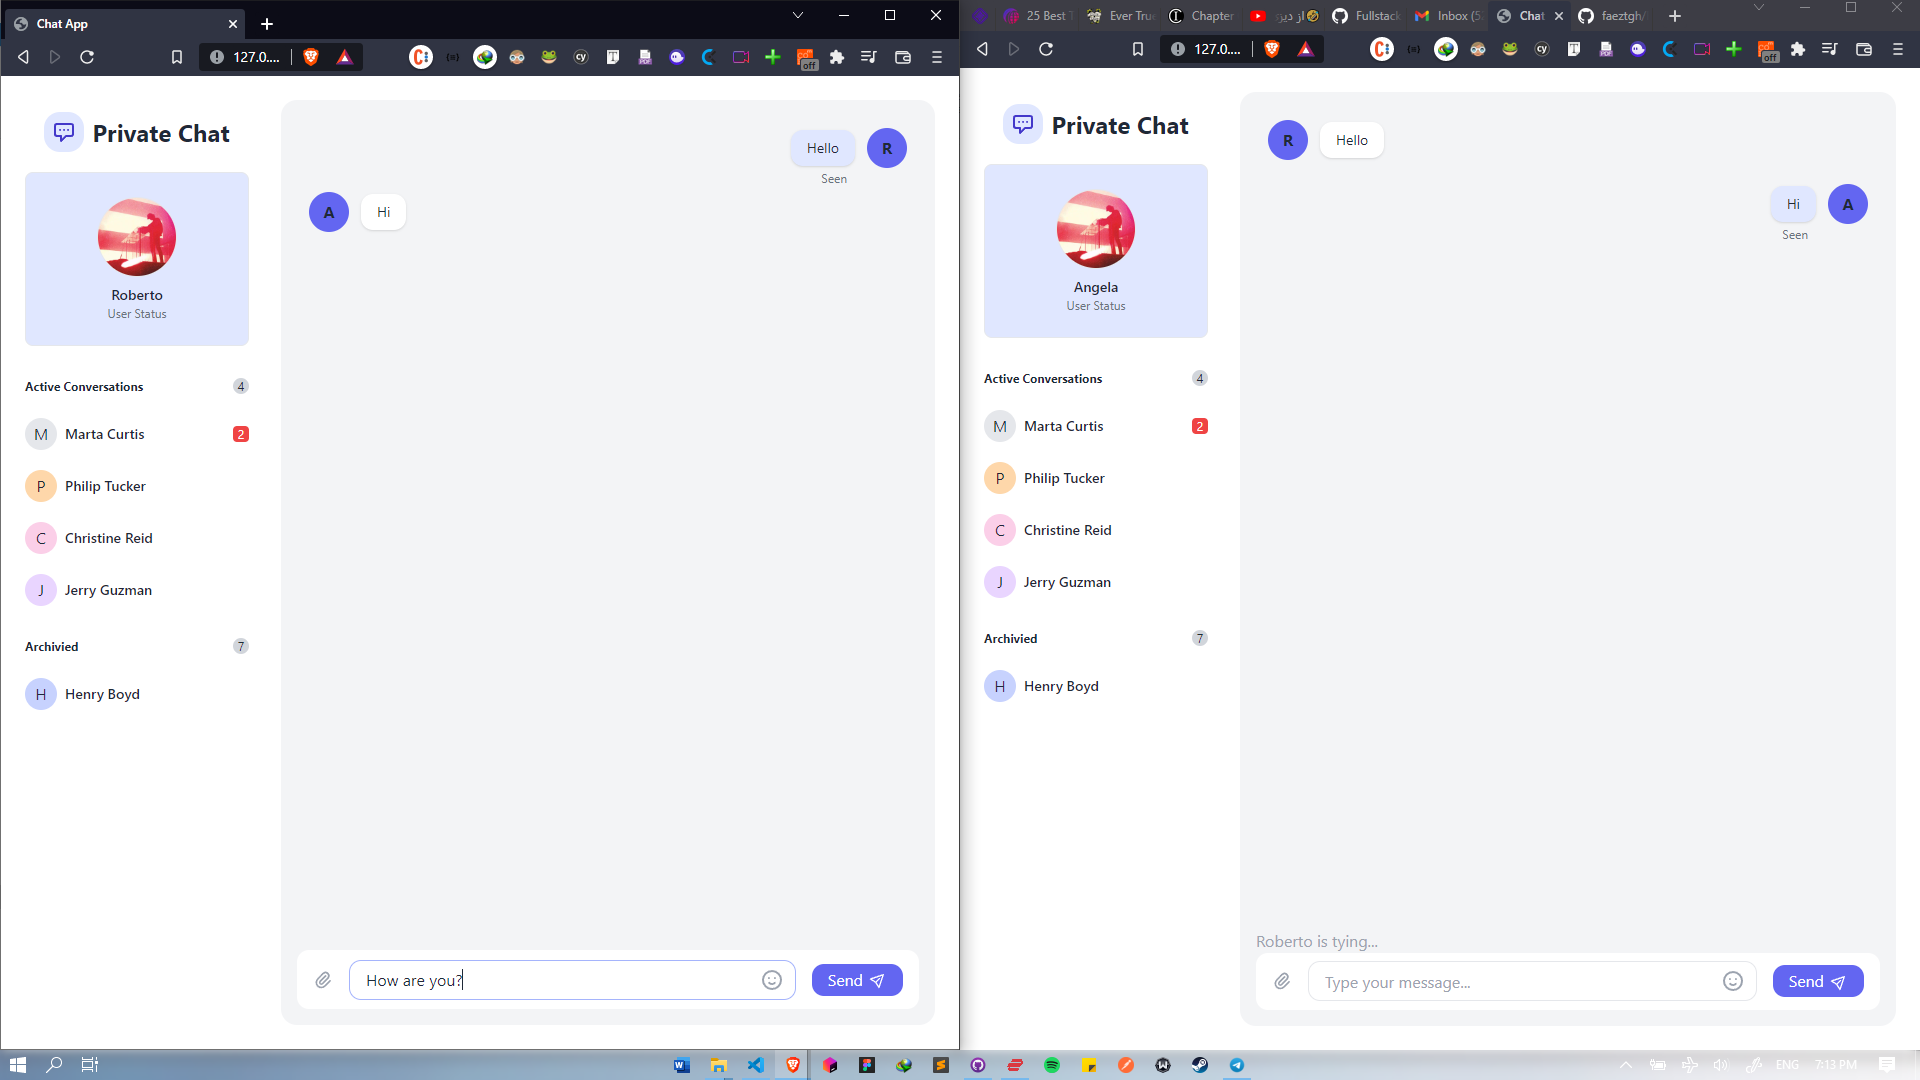 Chat App
127.0....
off
Private Chat
Roberto
User Status
Active Conversations 4
M Marta Curtis 2
P Philip Tucker
C Christine Reid
J Jerry Guzman
Archivied 7
H Henry Boyd
Hello R
Seen
A Hi
How are you?
Send
25 Best
Ever Tru
Chapter
از دیز
Fullstack
Inbox (5
Chat
faeztgh/
127.0....
off
Private Chat
Angela
User Status
Active Conversations 4
M Marta Curtis 2
P Philip Tucker
C Christine Reid
J Jerry Guzman
Archivied 7
H Henry Boyd
R Hello
Hi A
Seen
Roberto is tying...
Type your message...
Send
ENG 7:13 PM